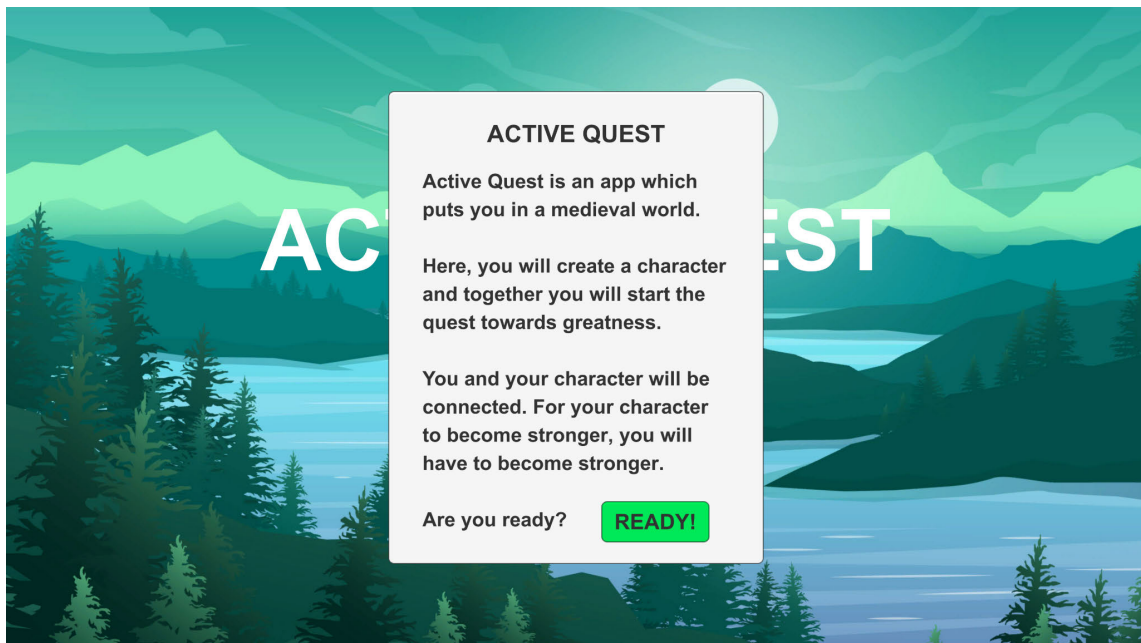 ACTIVE QUEST
Active Quest is an app which
puts you in a medieval world.
AC EST
Here, you will create a character
and together you will start the
quest towards greatness.
You and your character will be
connected. For your character
to become stronger, you will
have to become stronger.
Are you ready? READY!